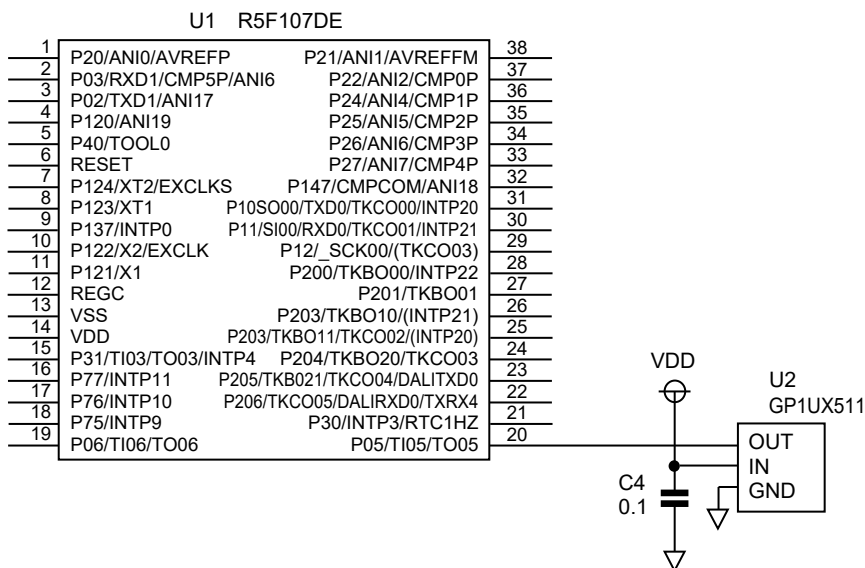 U1 R5F107DE
1 P20/ANI0/AVREFP P21/ANI1/AVREFFM 38
2 P03/RXD1/CMP5P/ANI6 P22/ANI2/CMP0P 37
3 P02/TXD1/ANI17 P24/ANI4/CMP1P 36
4 P120/ANI19 P25/ANI5/CMP2P 35
5 P40/TOOL0 P26/ANI6/CMP3P 34
6 RESET P27/ANI7/CMP4P 33
7 P124/XT2/EXCLKS P147/CMPCOM/ANI18 32
8 P123/XT1 P10SO00/TXD0/TKCO00/INTP20 31
9 P137/INTP0 P11/SI00/RXD0/TKCO01/INTP21 30
10 P122/X2/EXCLK P12/_SCK00/(TKCO03) 29
11 P121/X1 P200/TKBO00/INTP22 28
12 REGC P201/TKBO01 27
13 VSS P203/TKBO10/(INTP21) 26
14 VDD P203/TKBO11/TKCO02/(INTP20) 25
15 P31/TI03/TO03/INTP4 P204/TKBO20/TKCO03 24
16 P77/INTP11 P205/TKB021/TKCO04/DALITXD0 23
17 P76/INTP10 P206/TKCO05/DALIRXD0/TXRX4 22
18 P75/INTP9 P30/INTP3/RTC1HZ 21
19 P06/TI06/TO06 P05/TI05/TO05 20
VDD
U2
GP1UX511
OUT
IN
GND
C4
0.1